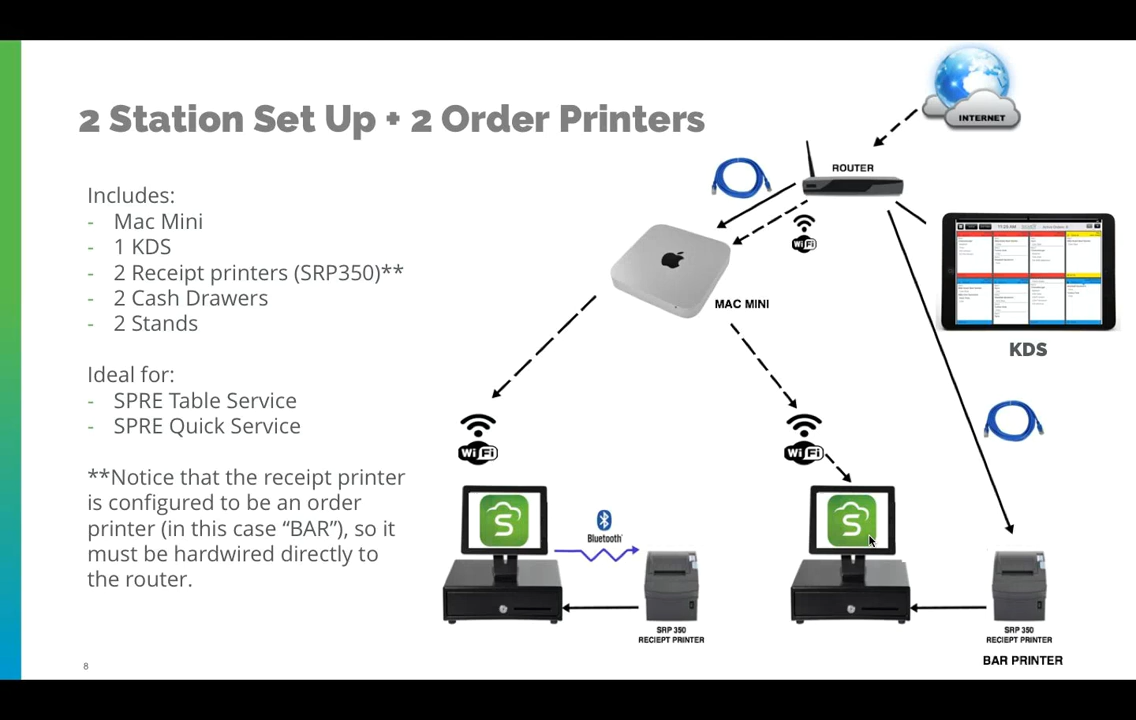 INTERNET
2 Station Set Up + 2 Order Printers
ROUTER
Includes:
- Mac Mini
- 1 KDS
- 2 Receipt printers (SRP350)**
- 2 Cash Drawers
- 2 Stands
WiFi
MAC MINI
KDS
Ideal for:
- SPRE Table Service
- SPRE Quick Service
WiFi
WiFi
**Notice that the receipt printer
is configured to be an order
printer (in this case “BAR”), so it
must be hardwired directly to
the router.
S
Bluetooth
S
SRP 350
RECIEPT PRINTER
SRP 350
RECIEPT PRINTER
BAR PRINTER
8